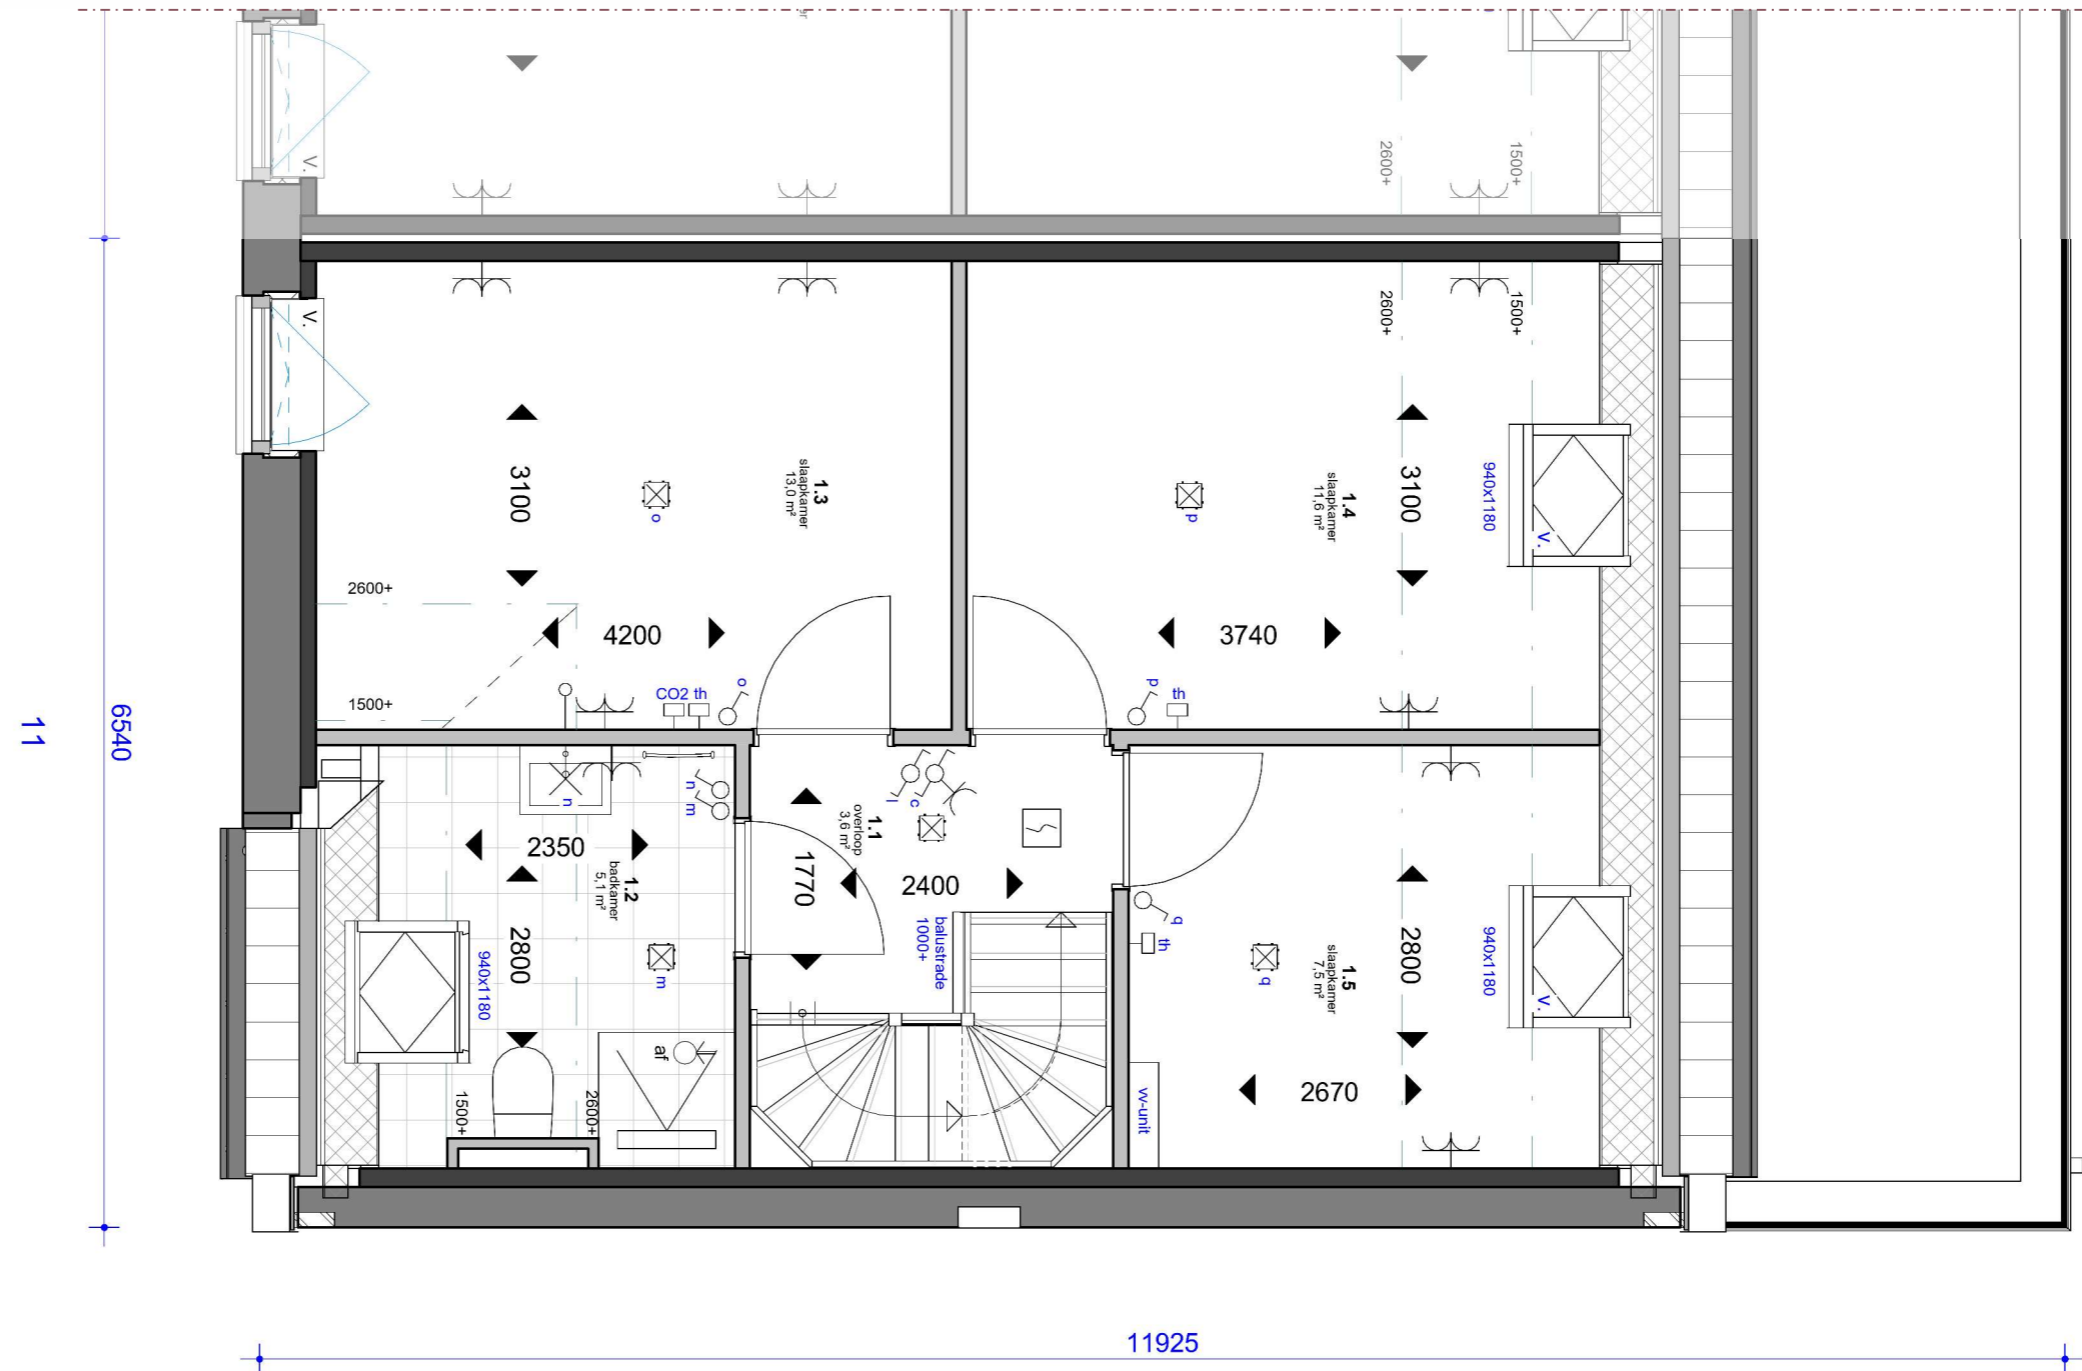 V.
2600+
1500+
V.
2600+
1500+
3100
1.3
slaapkamer
13,0 m²
o
3100
1.4
slaapkamer
11,6 m²
p
940x1180
V.
2600+
4200
3740
1500+
CO2
th
o
p
th
11
6540
n
n
m
l
c
2350
1.2
badkamer
5,1 m²
2800
940x1180
m
1.1
overloop
3,6 m²
1770
2400
balustrade
1000+
q
th
q
1.5
slaapkamer
7,5 m²
2800
940x1180
V.
af
1500+
2600+
vv-unit
2670
11925